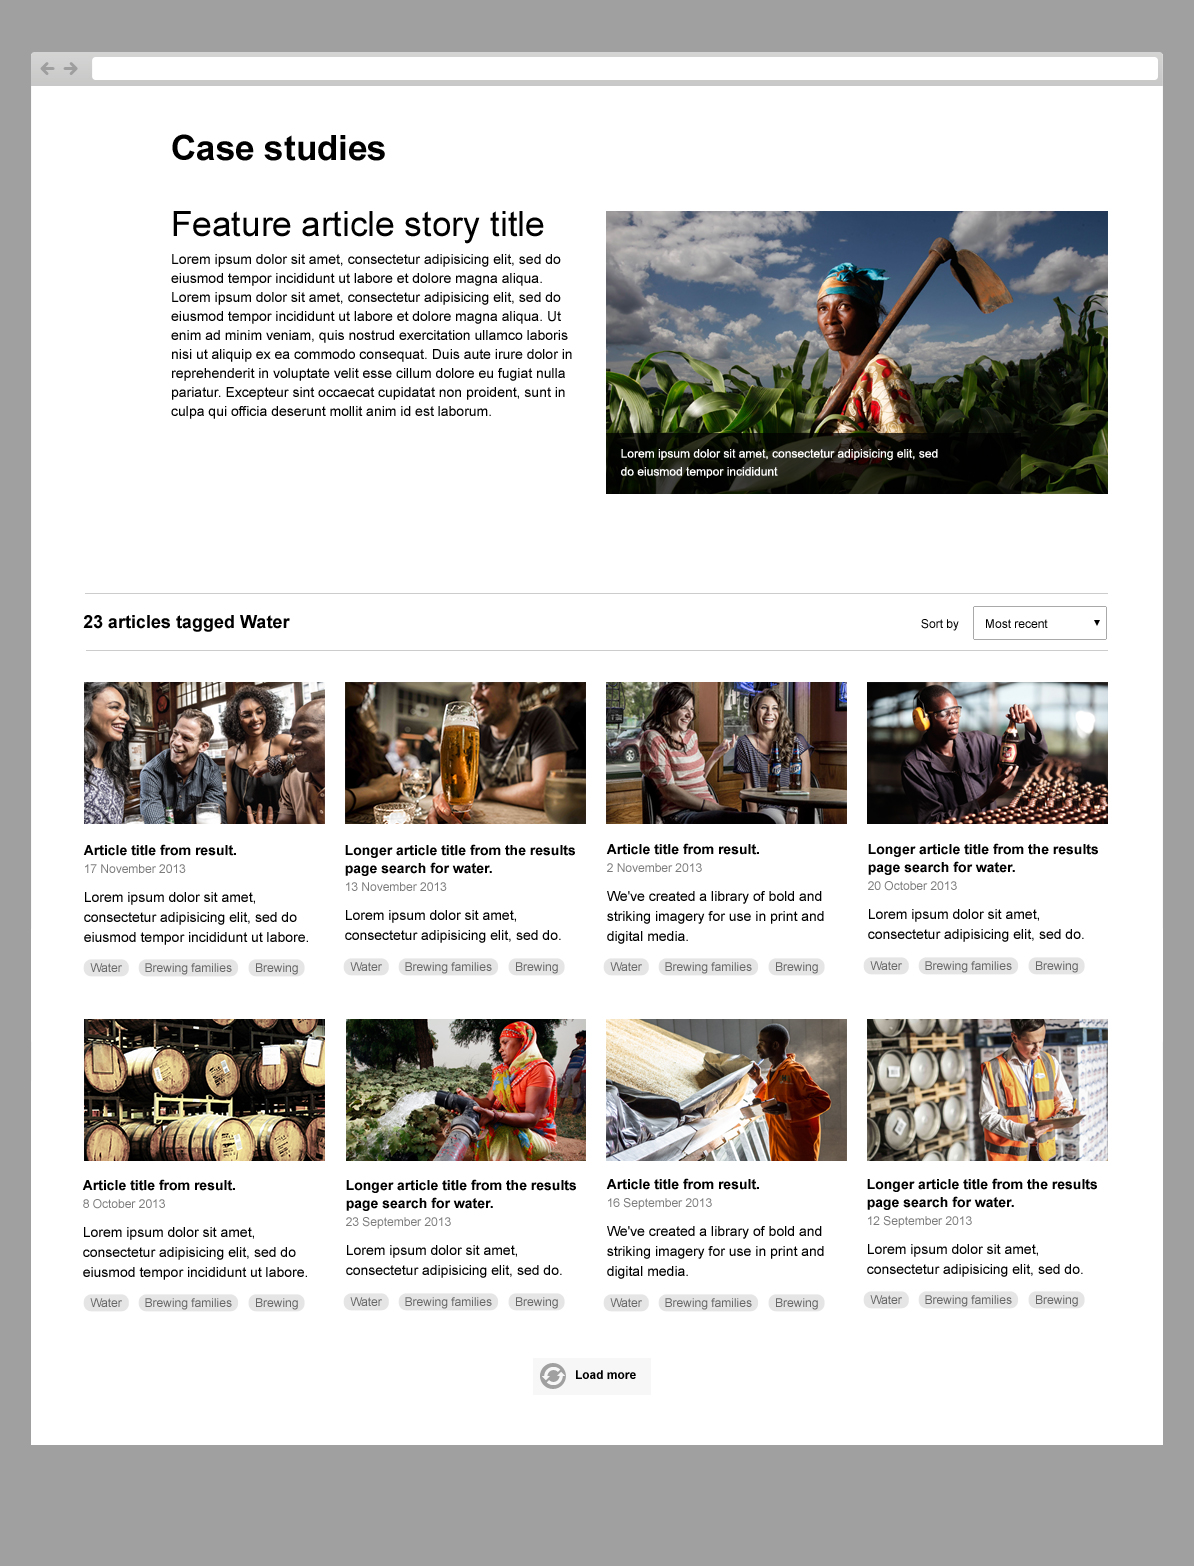 Case studies
Feature article story title
Lorem ipsum dolor sit amet, consectetur adipisicing elit, sed do
eiusmod tempor incididunt ut labore et dolore magna aliqua.
Lorem ipsum dolor sit amet, consectetur adipisicing elit, sed do
eiusmod tempor incididunt ut labore et dolore magna aliqua. Ut
enim ad minim veniam, quis nostrud exercitation ullamco laboris
nisi ut aliquip ex ea commodo consequat. Duis aute irure dolor in
reprehenderit in voluptate velit esse cillum dolore eu fugiat nulla
pariatur. Excepteur sint occaecat cupidatat non proident, sunt in
culpa qui officia deserunt mollit anim id est laborum.
Lorem ipsum dolor sit amet, consectetur adipisicing elit, sed
do eiusmod tempor incididunt
23 articles tagged Water
Sort by Most recent
Article title from result.
17 November 2013
Lorem ipsum dolor sit amet,
consectetur adipisicing elit, sed do
eiusmod tempor incididunt ut labore.
Water Brewing families Brewing
Longer article title from the results
page search for water.
13 November 2013
Lorem ipsum dolor sit amet,
consectetur adipisicing elit, sed do.
Water Brewing families Brewing
Article title from result.
2 November 2013
We've created a library of bold and
striking imagery for use in print and
digital media.
Water Brewing families Brewing
Longer article title from the results
page search for water.
20 October 2013
Lorem ipsum dolor sit amet,
consectetur adipisicing elit, sed do.
Water Brewing families Brewing
Article title from result.
8 October 2013
Lorem ipsum dolor sit amet,
consectetur adipisicing elit, sed do
eiusmod tempor incididunt ut labore.
Water Brewing families Brewing
Longer article title from the results
page search for water.
23 September 2013
Lorem ipsum dolor sit amet,
consectetur adipisicing elit, sed do.
Water Brewing families Brewing
Article title from result.
16 September 2013
We've created a library of bold and
striking imagery for use in print and
digital media.
Water Brewing families Brewing
Longer article title from the results
page search for water.
12 September 2013
Lorem ipsum dolor sit amet,
consectetur adipisicing elit, sed do.
Water Brewing families Brewing
Load more